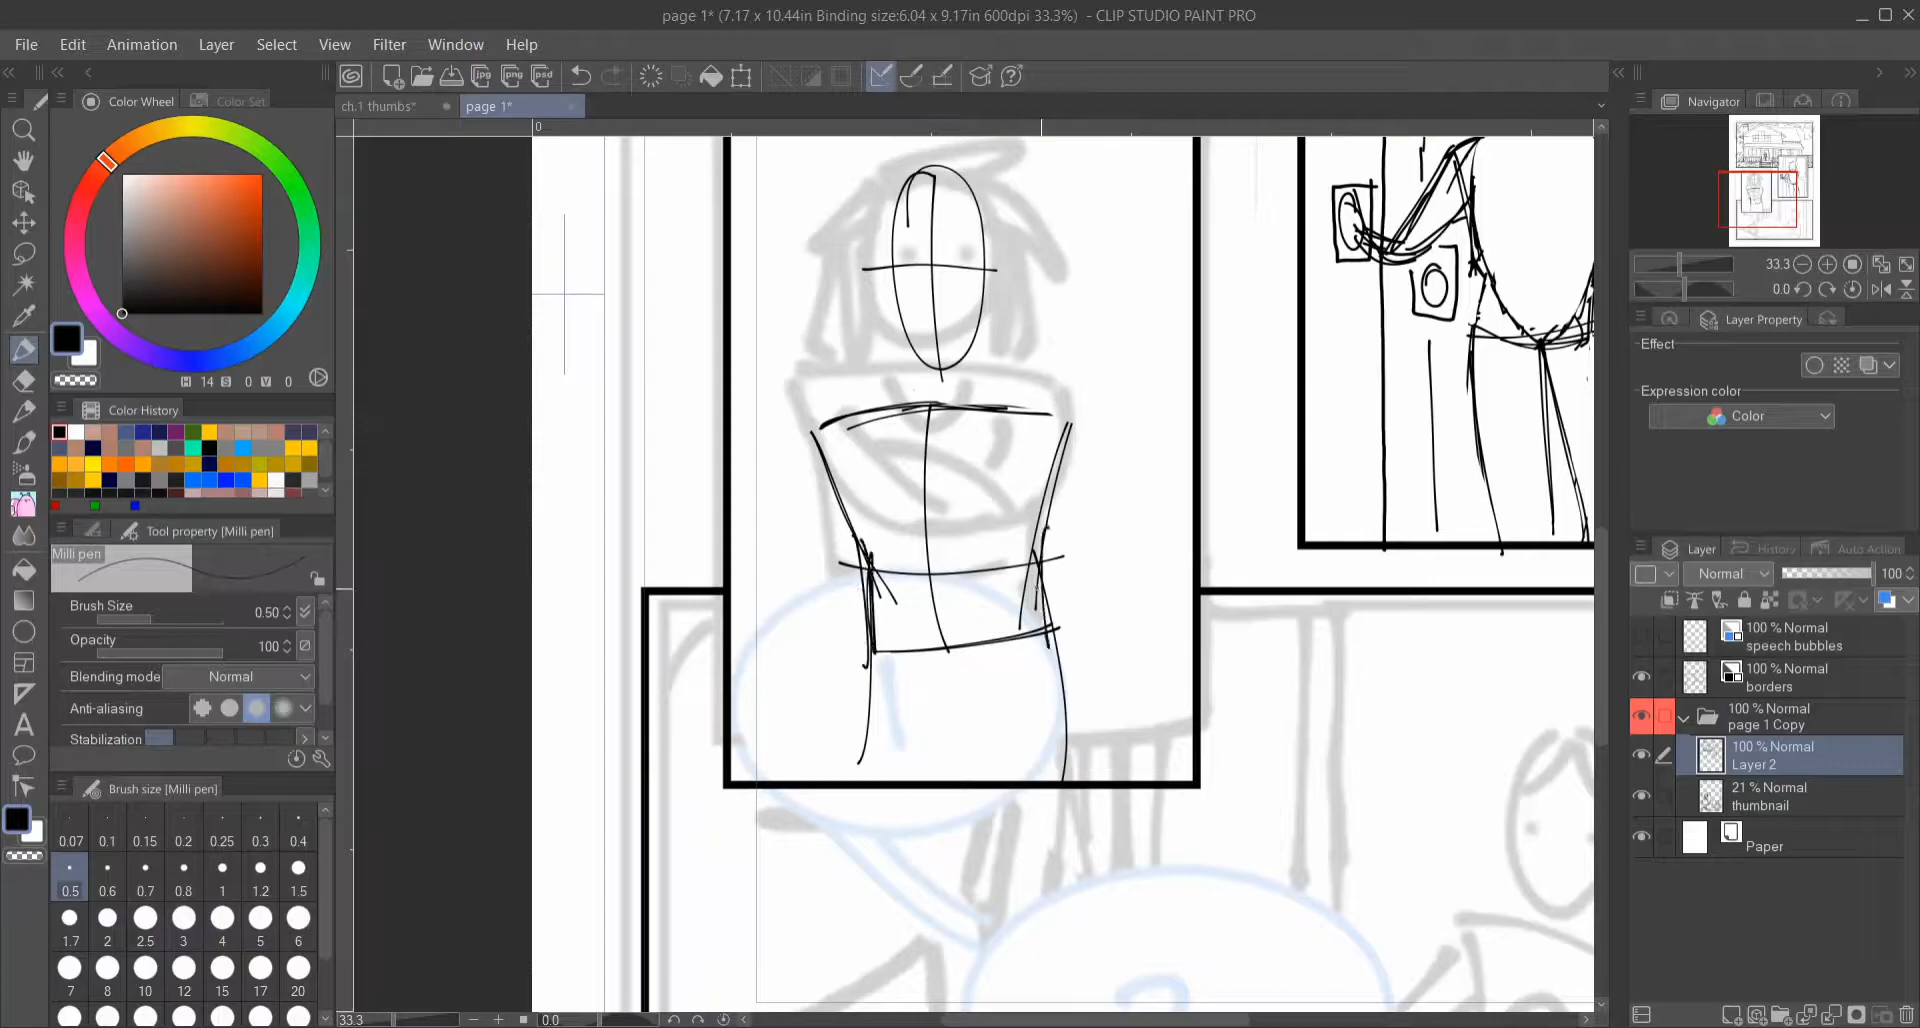 page 1* (7.17 x 10.44in Binding size:6.04 x 9.17in 600dpi 33.3%) - CLIP STUDIO PAINT PRO
File Edit Animation Layer Select View Filter Window Help
jpg png psd
Color Wheel Color Set
ch.1 thumbs* page 1*
0
Navigator
33.3
0.0
H 14 S 0 V 0
Layer Property
Effect
Expression color
Color
Color History
Tool property [Milli pen]
Milli pen
Brush Size 0.50
Opacity 100
Blending mode Normal
Anti-aliasing
Stabilization
Brush size [Milli pen]
0.07 0.1 0.15 0.2 0.25 0.3 0.4
0.5 0.6 0.7 0.8 1 1.2 1.5
1.7 2 2.5 3 4 5 6
7 8 10 12 15 17 20
Layer History Auto Action
Normal 100
100 % Normal
speech bubbles
100 % Normal
borders
100 % Normal
page 1 Copy
100 % Normal
Layer 2
21 % Normal
thumbnail
Paper
1
2
33.3 0.0